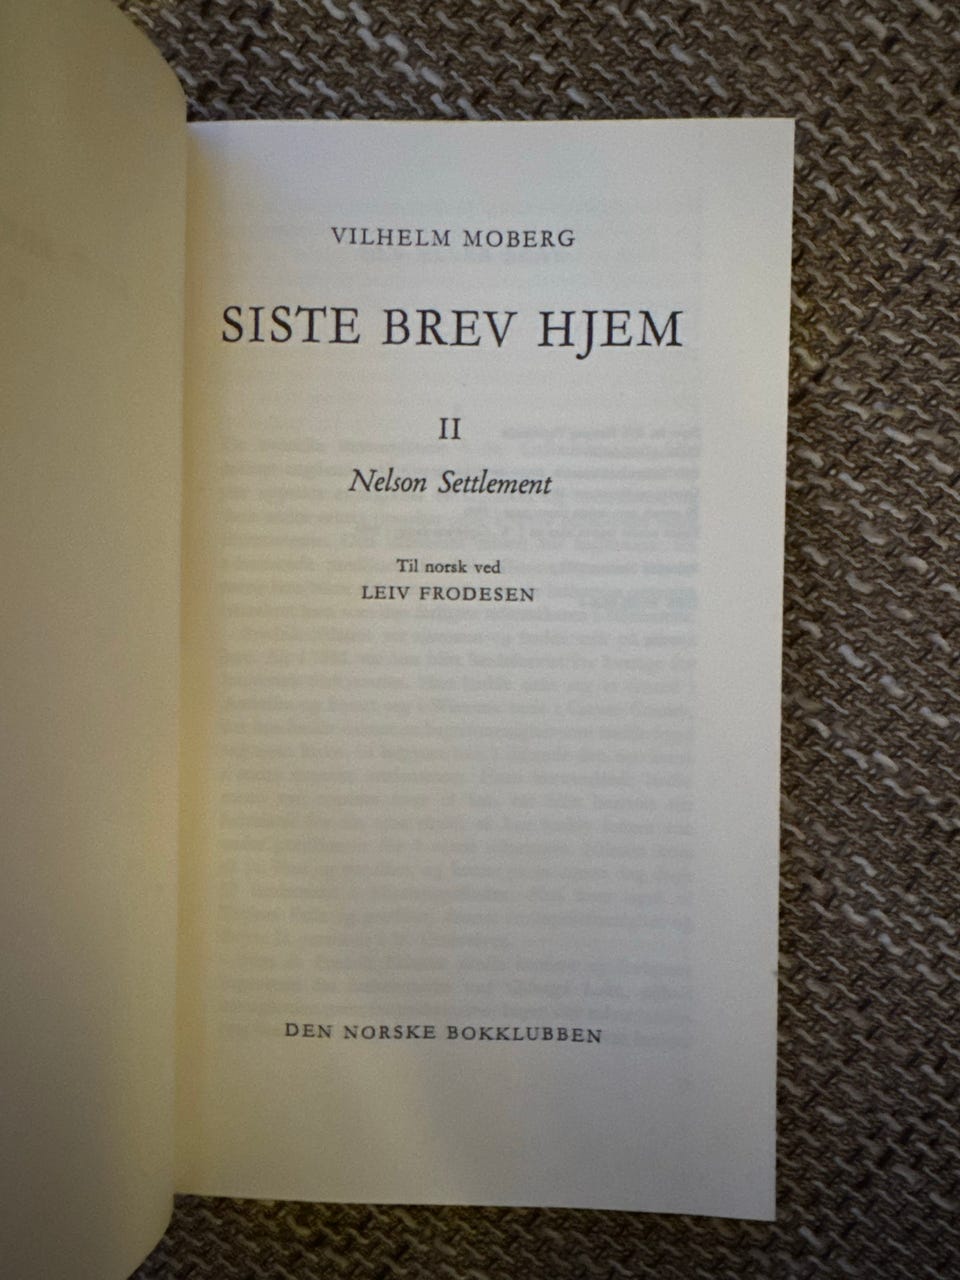 VILHELM MOBERG
SISTE BREV HJEM
II
Nelson Settlement
Til norsk ved
LEIV FRODESEN
DEN NORSKE BOKKLUBBEN